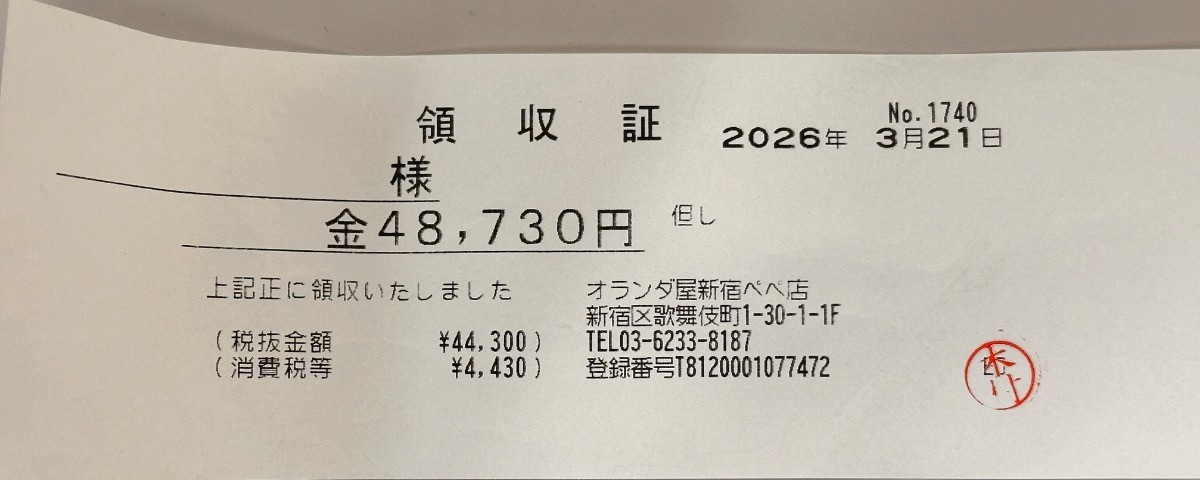 領収証
No.1740
2026年 3月21日
様
金48,730円
但し
上記正に領収いたしました
(税抜金額 ¥44,300)
(消費税等 ¥4,430)
オランダ屋新宿ペペ店
新宿区歌舞伎町1-30-1-1F
TEL03-6233-8187
登録番号T8120001077472